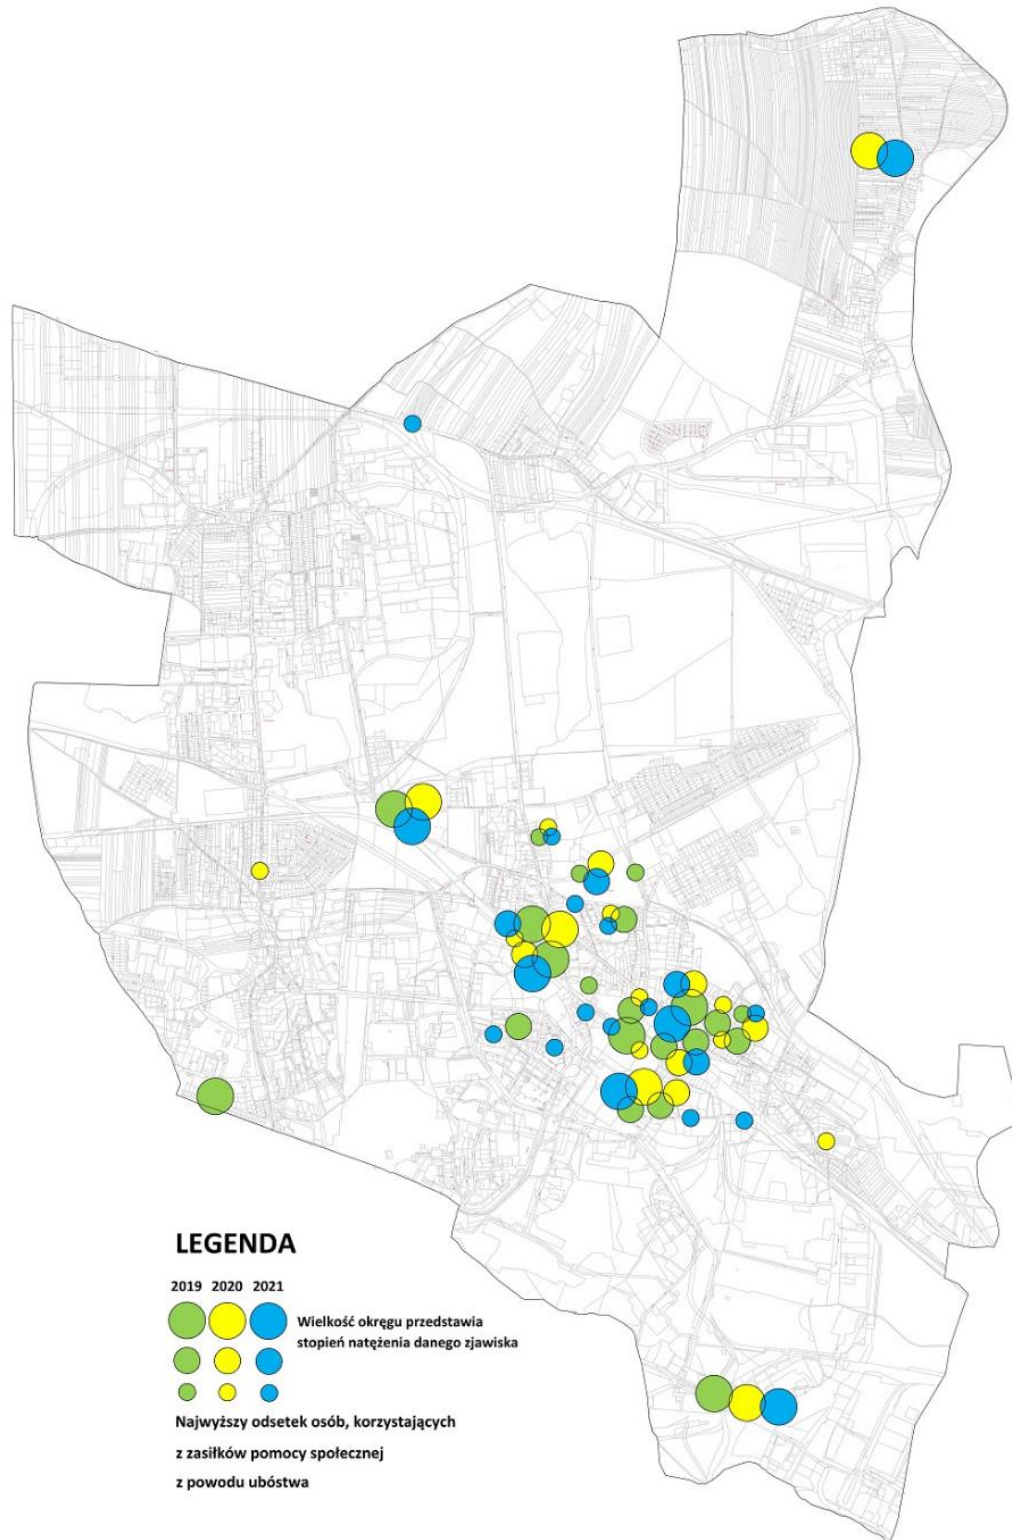 LEGENDA
2019 2020 2021
Wielkość okręgu przedstawia
stopień natężenia danego zjawiska
Najwyższy odsetek osób, korzystających
z zasiłków pomocy społecznej
z powodu ubóstwa